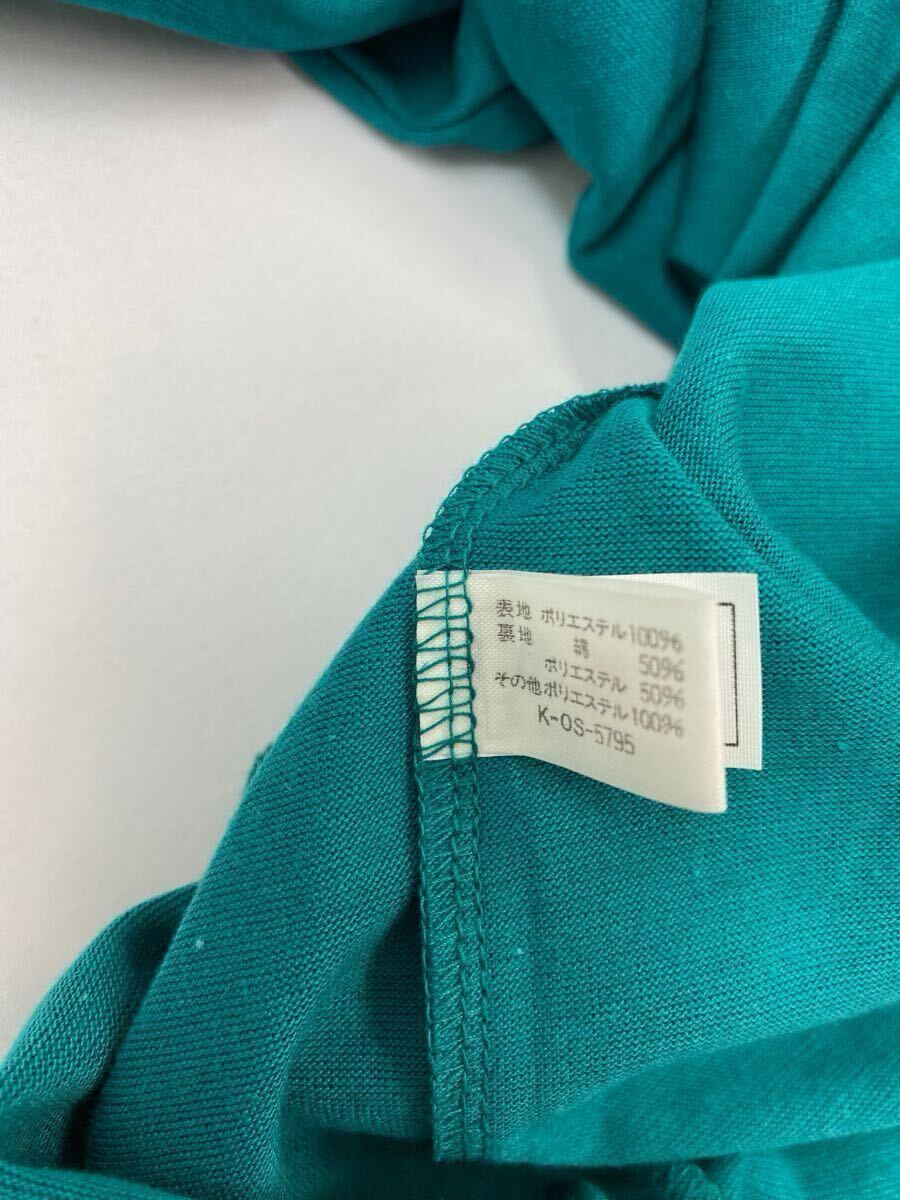 表地 ポリエステル100%
裏地 綿 50%
ポリエステル 50%
その他ポリエステル100%
K-OS-5795